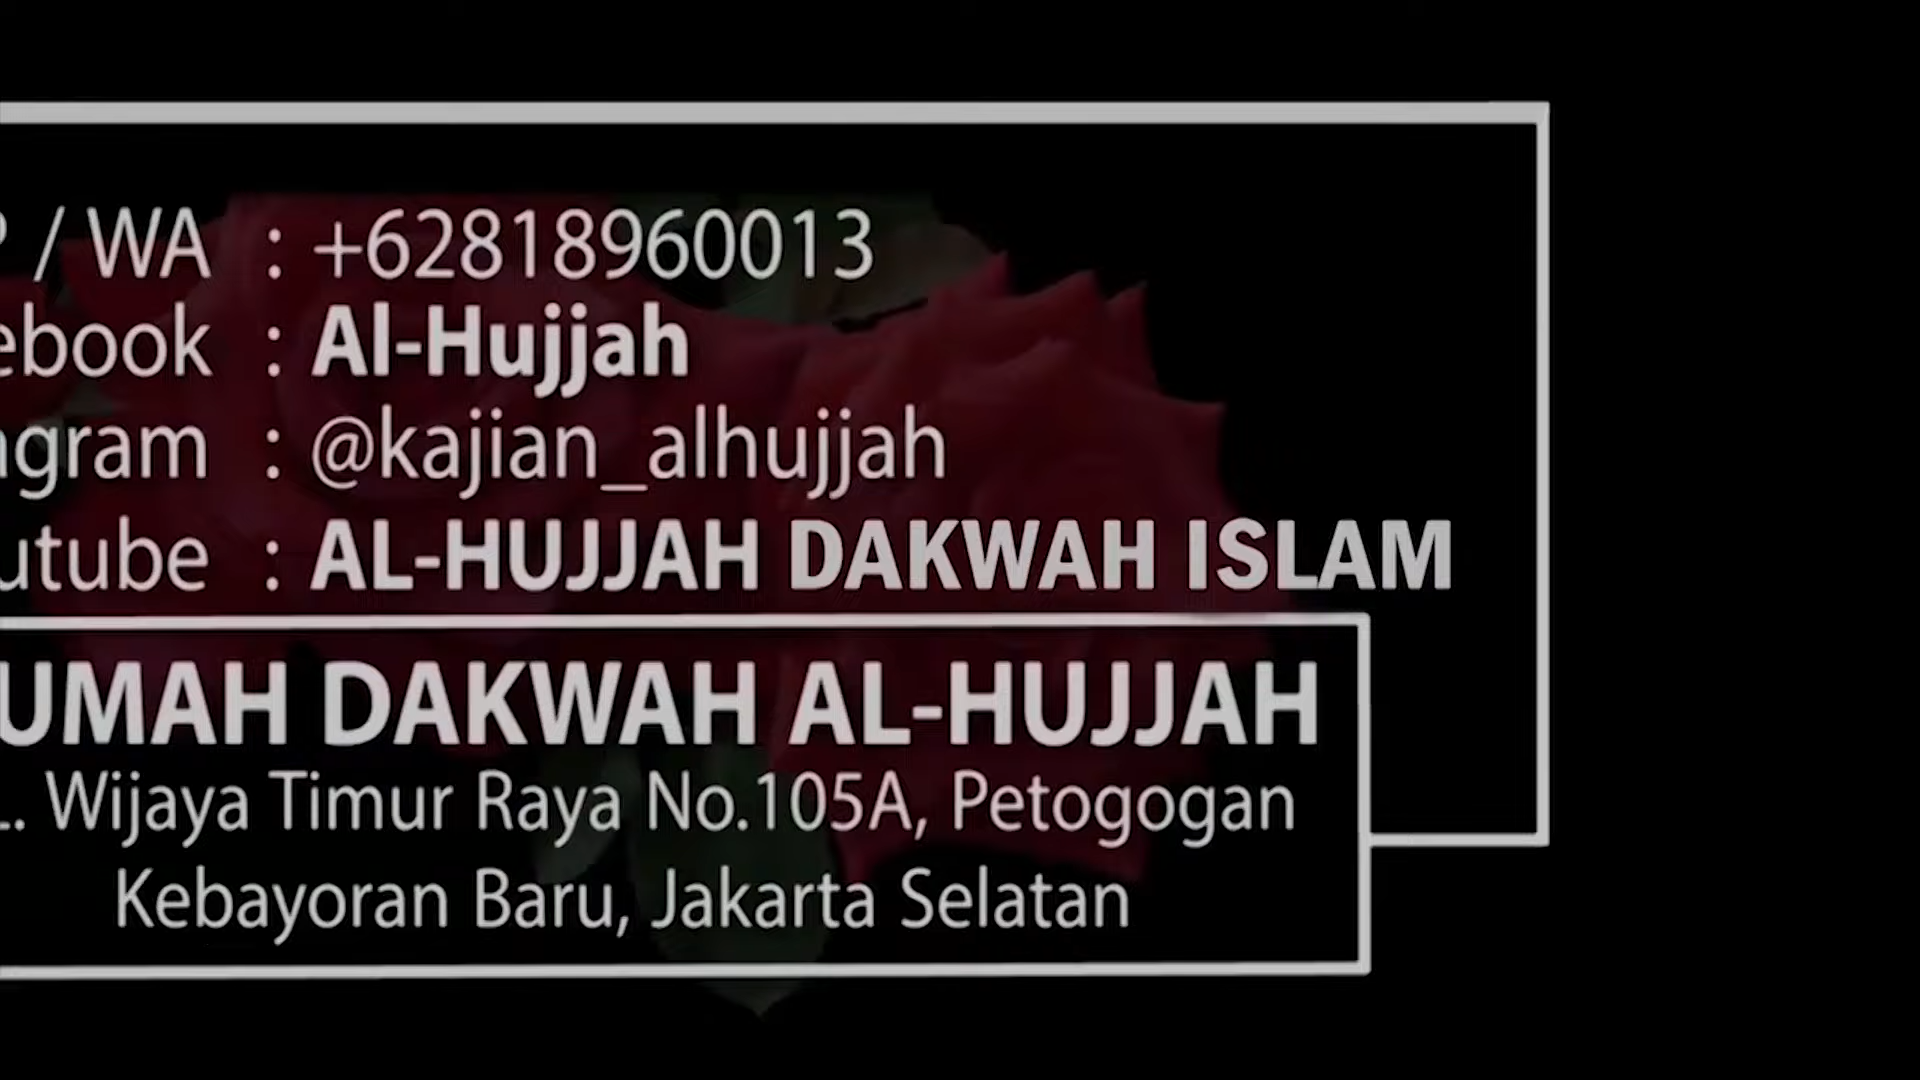 / WA : +62818960013
ebook : Al-Hujjah
gram : @kajian_alhujjah
utube : AL-HUJJAH DAKWAH ISLAM
UMAH DAKWAH AL-HUJJAH
. Wijaya Timur Raya No.105A, Petogogan
Kebayoran Baru, Jakarta Selatan